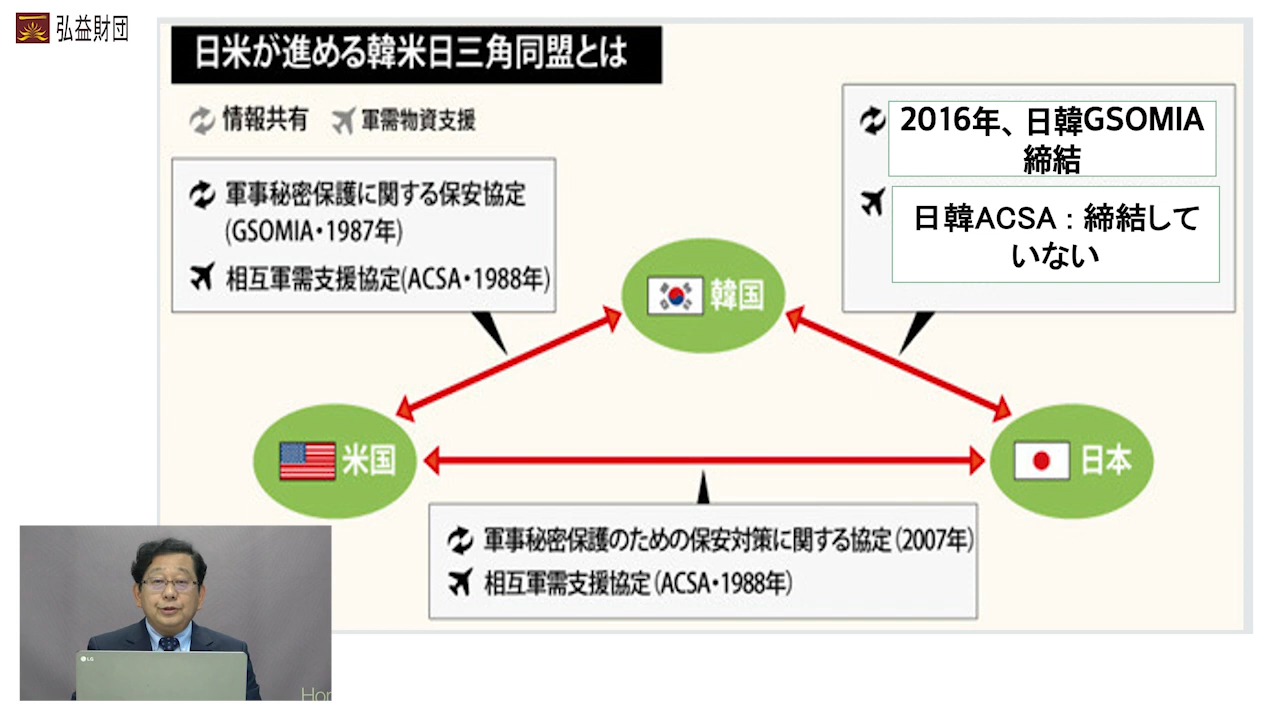 弘益財団
日米が進める韓米日三角同盟とは
情報共有 軍需物資支援
軍事秘密保護に関する保安協定
(GSOMIA・1987年)
相互軍需支援協定(ACSA・1988年)
2016年、日韓GSOMIA
締結
日韓ACSA : 締結して
いない
韓国
米国
日本
軍事秘密保護のための保安対策に関する協定(2007年)
相互軍需支援協定(ACSA・1988年)
LG
Hor